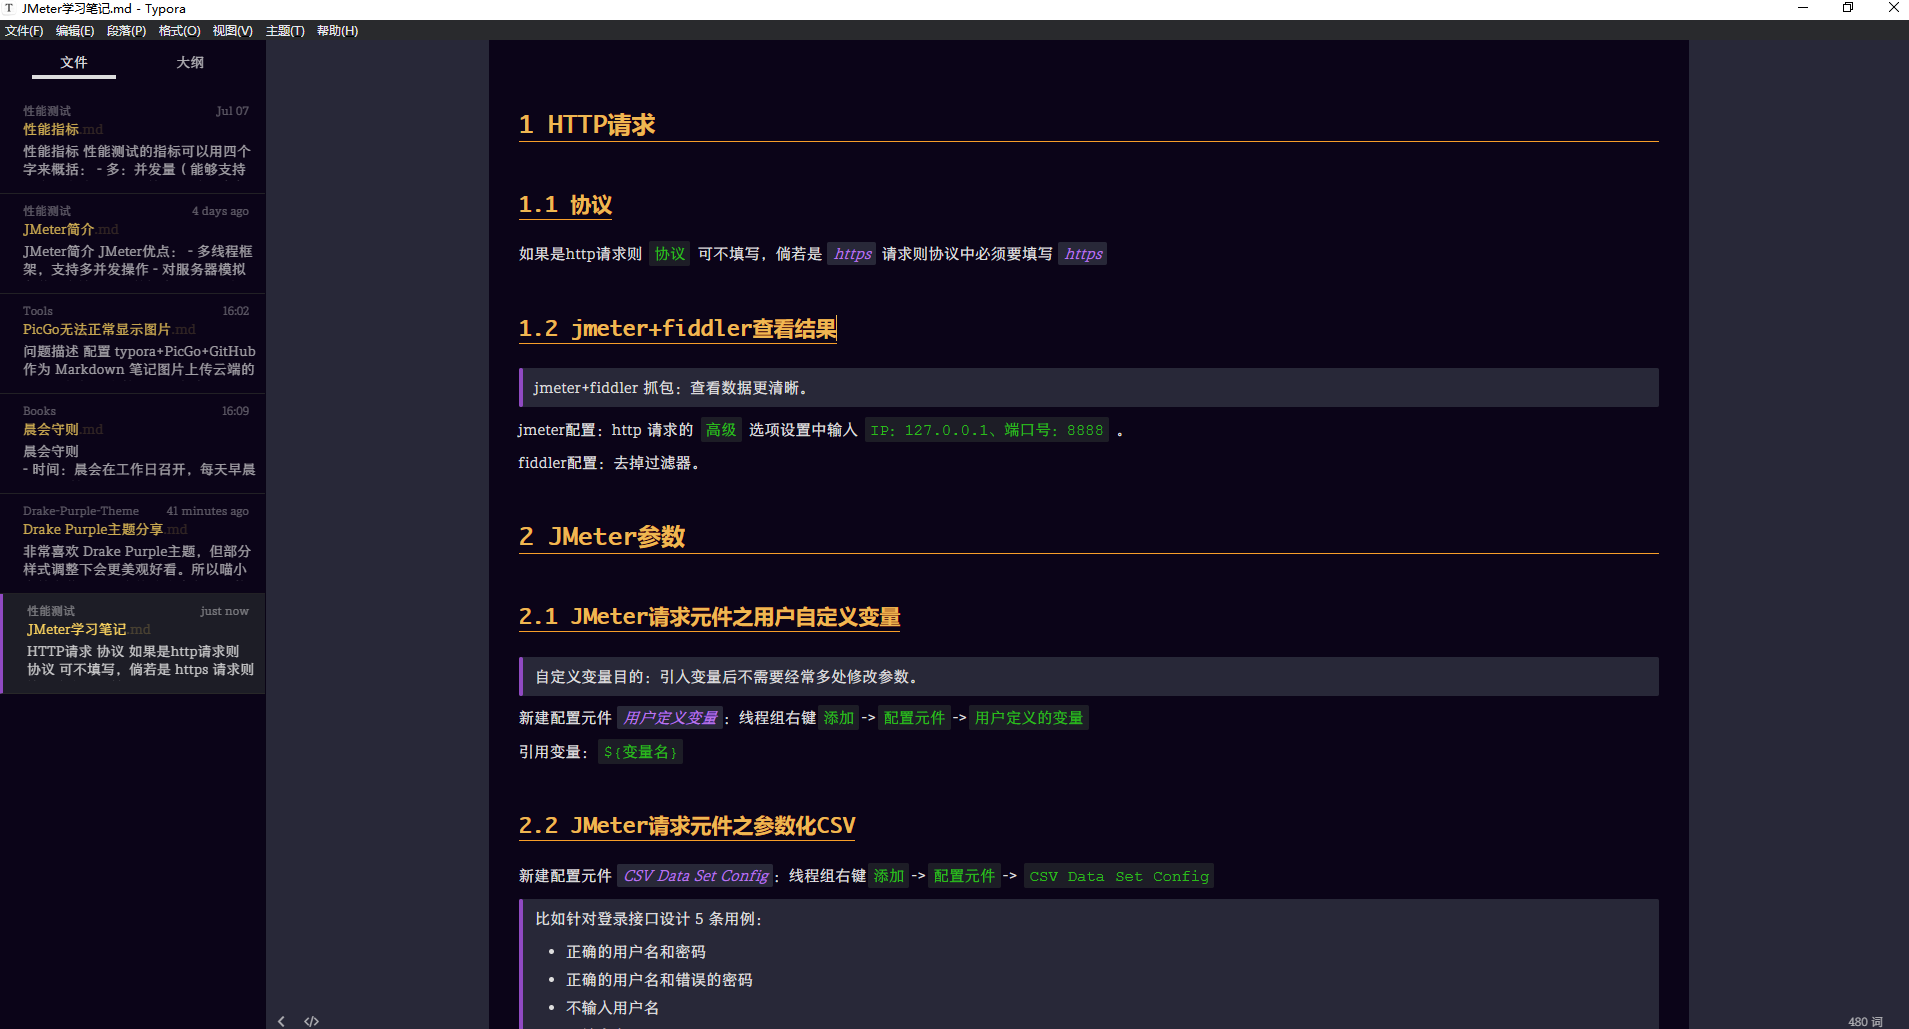 JMeter学习笔记.md - Typora
文件(F) 编辑(E) 段落(P) 格式(O) 视图(V) 主题(T) 帮助(H)
文件 大纲
性能测试 Jul 07
性能指标.md
性能指标 性能测试的指标可以用四个
字来概括： - 多：并发量（能够支持
性能测试 4 days ago
JMeter简介.md
JMeter简介 JMeter优点： - 多线程框
架，支持多并发操作 - 对服务器模拟
Tools 16:02
PicGo无法正常显示图片.md
问题描述 配置 typora+PicGo+GitHub
作为 Markdown 笔记图片上传云端的
Books 16:09
晨会守则.md
晨会守则
- 时间：晨会在工作日召开，每天早晨
Drake-Purple-Theme 41 minutes ago
Drake Purple主题分享.md
非常喜欢 Drake Purple主题，但部分
样式调整下会更美观好看。所以喵小
性能测试 just now
JMeter学习笔记.md
HTTP请求 协议 如果是http请求则
协议 可不填写，倘若是 https 请求则
1 HTTP请求
1.1 协议
如果是http请求则 协议 可不填写，倘若是 https 请求则协议中必须要填写 https
1.2 jmeter+fiddler查看结果
jmeter+fiddler 抓包：查看数据更清晰。
jmeter配置：http 请求的 高级 选项设置中输入 IP：127.0.0.1、端口号：8888 。
fiddler配置：去掉过滤器。
2 JMeter参数
2.1 JMeter请求元件之用户自定义变量
自定义变量目的：引入变量后不需要经常多处修改参数。
新建配置元件 用户定义变量 ：线程组右键 添加 -> 配置元件 -> 用户定义的变量
引用变量： ${变量名}
2.2 JMeter请求元件之参数化CSV
新建配置元件 CSV Data Set Config ：线程组右键 添加 -> 配置元件 -> CSV Data Set Config
比如针对登录接口设计 5 条用例：
• 正确的用户名和密码
• 正确的用户名和错误的密码
• 不输入用户名
480 词